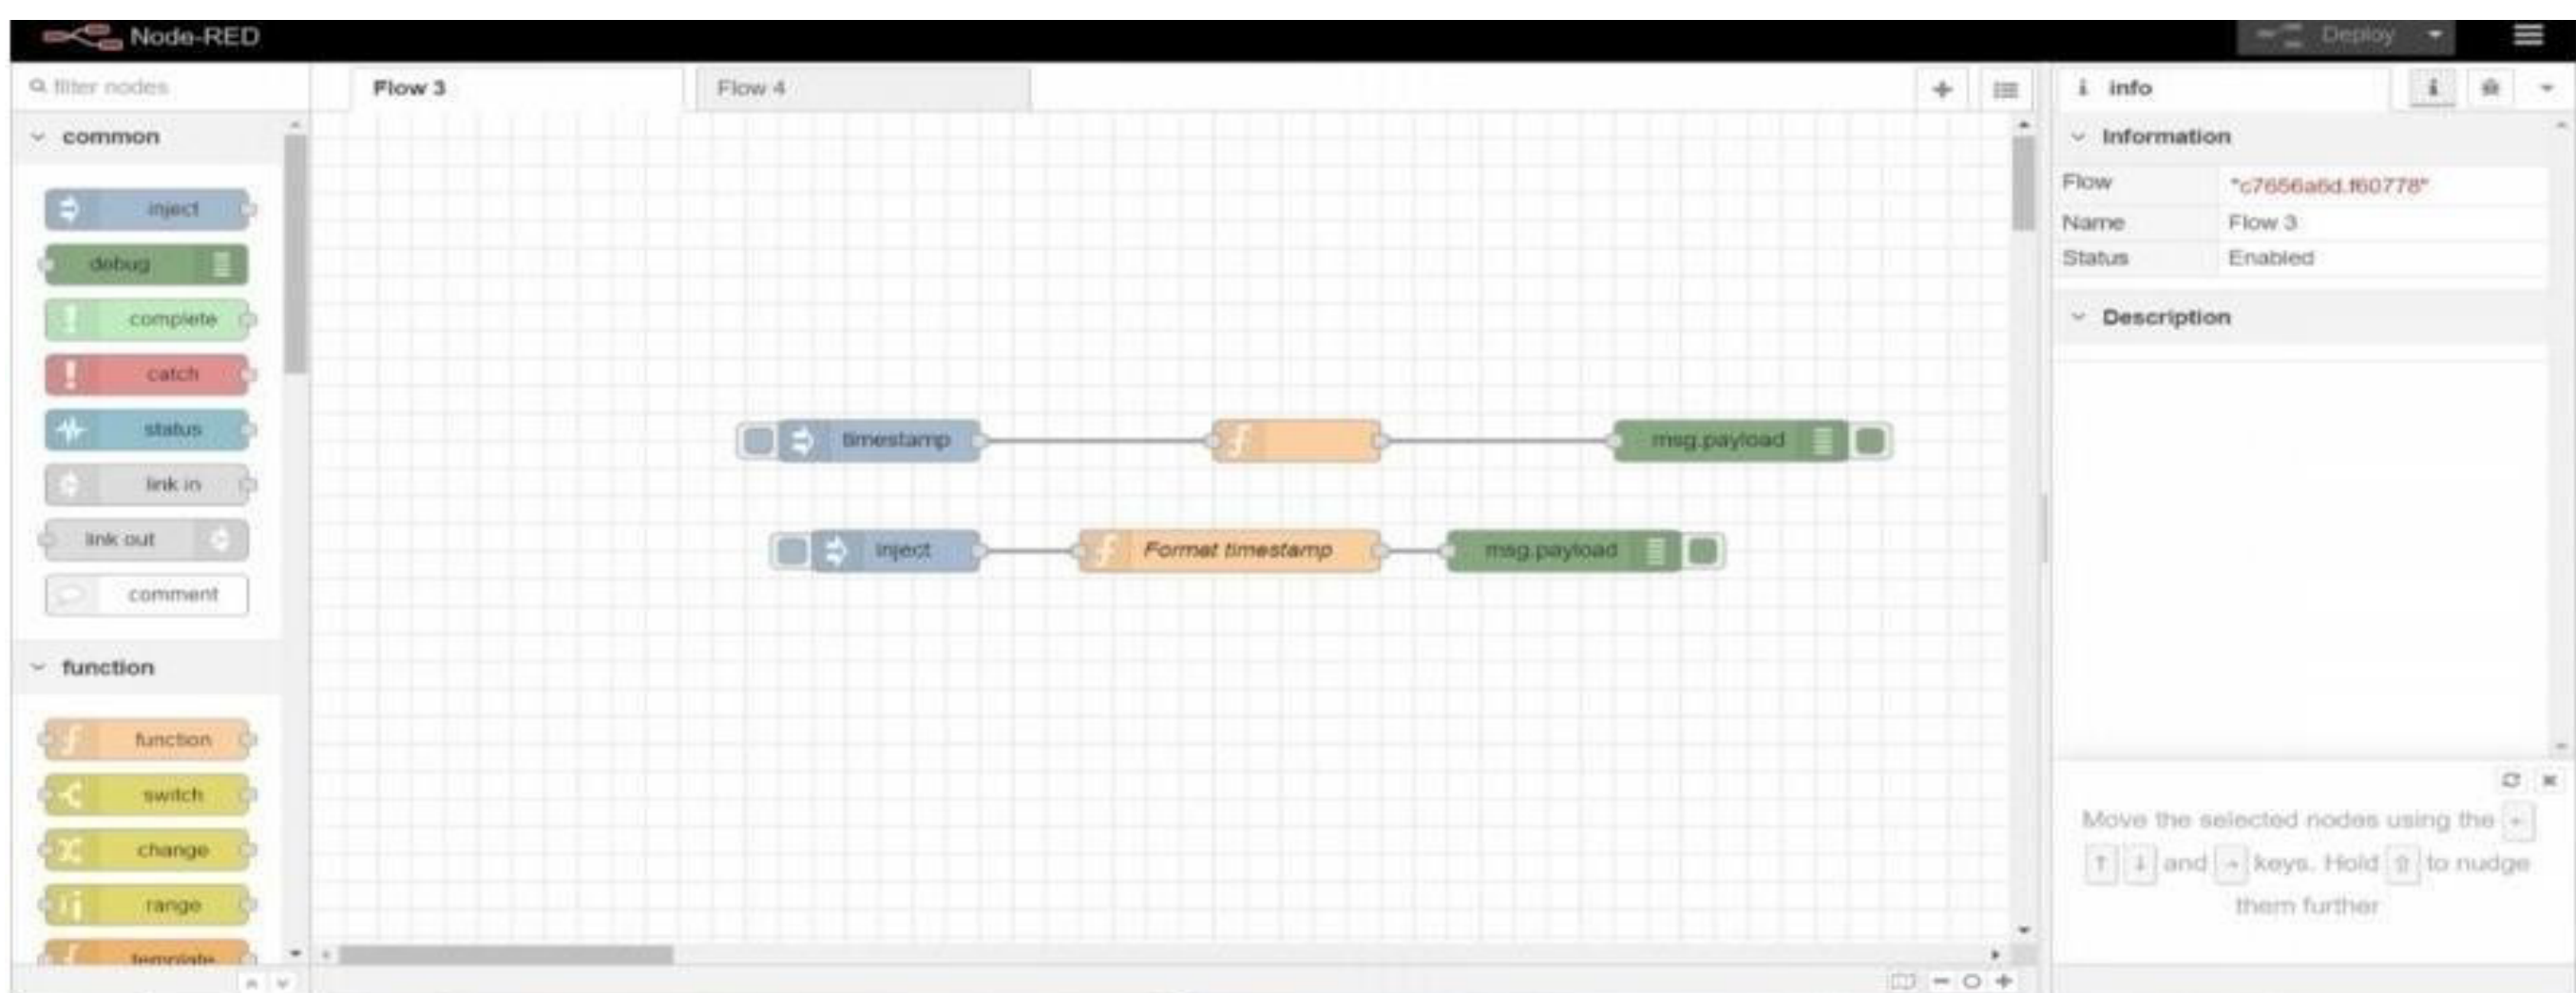 Node-RED
Deploy
filter nodes
Flow 3
Flow 4
info
common
inject
debug
complete
catch
status
link in
link out
comment
function
function
switch
change
range
template
timestamp
msg.payload
inject
Format timestamp
msg.payload
Information
Flow "c7656a6d.f60778"
Name Flow 3
Status Enabled
Description
Move the selected nodes using the ←
↑ ↓ and → keys. Hold ⇧ to nudge
them further